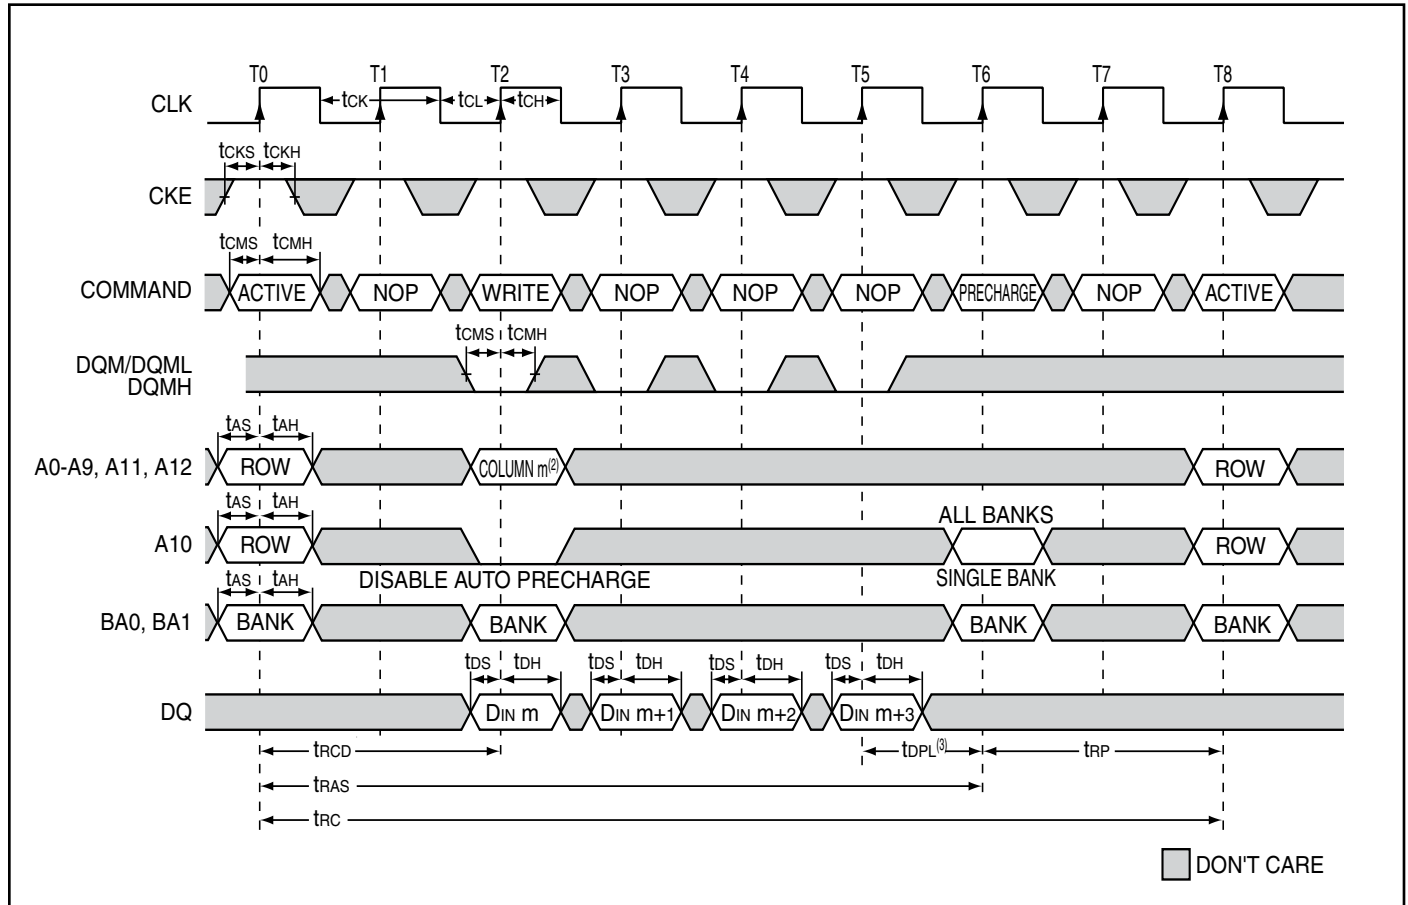 T0 T1 T2 T3 T4 T5 T6 T7 T8
CLK tCK tCL tCH
tCKS tCKH
CKE
tCMS tCMH
COMMAND ACTIVE NOP WRITE NOP NOP NOP PRECHARGE NOP ACTIVE
tCMS tCMH
DQM/DQML
DQMH
tAS tAH
A0-A9, A11, A12 ROW COLUMN m(2) ROW
tAS tAH ALL BANKS
A10 ROW ROW
DISABLE AUTO PRECHARGE SINGLE BANK
tAS tAH
BA0, BA1 BANK BANK BANK BANK
tDS tDH tDS tDH tDS tDH tDS tDH
DQ DIN m DIN m+1 DIN m+2 DIN m+3
tRCD tDPL(3) tRP
tRAS
tRC
DON'T CARE